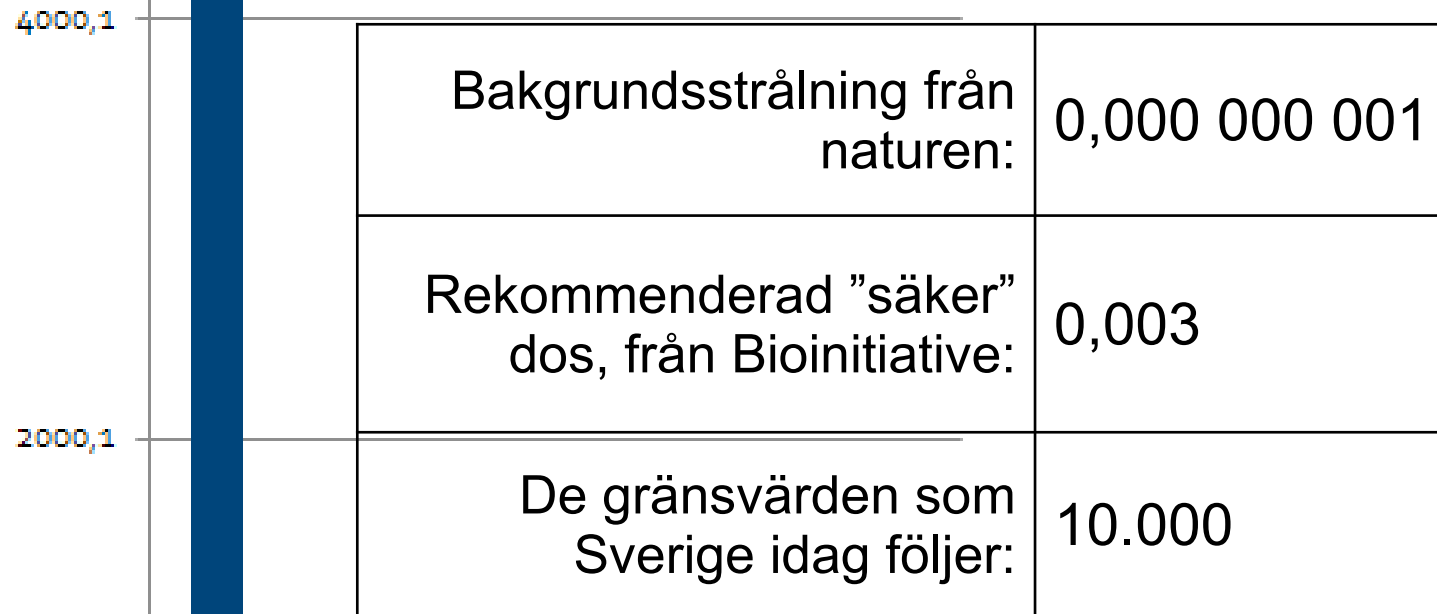 4000,1
Bakgrundsstrålning från
naturen:
0,000 000 001
Rekommenderad ”säker”
dos, från Bioinitiative:
0,003
2000,1
De gränsvärden som
Sverige idag följer:
10.000